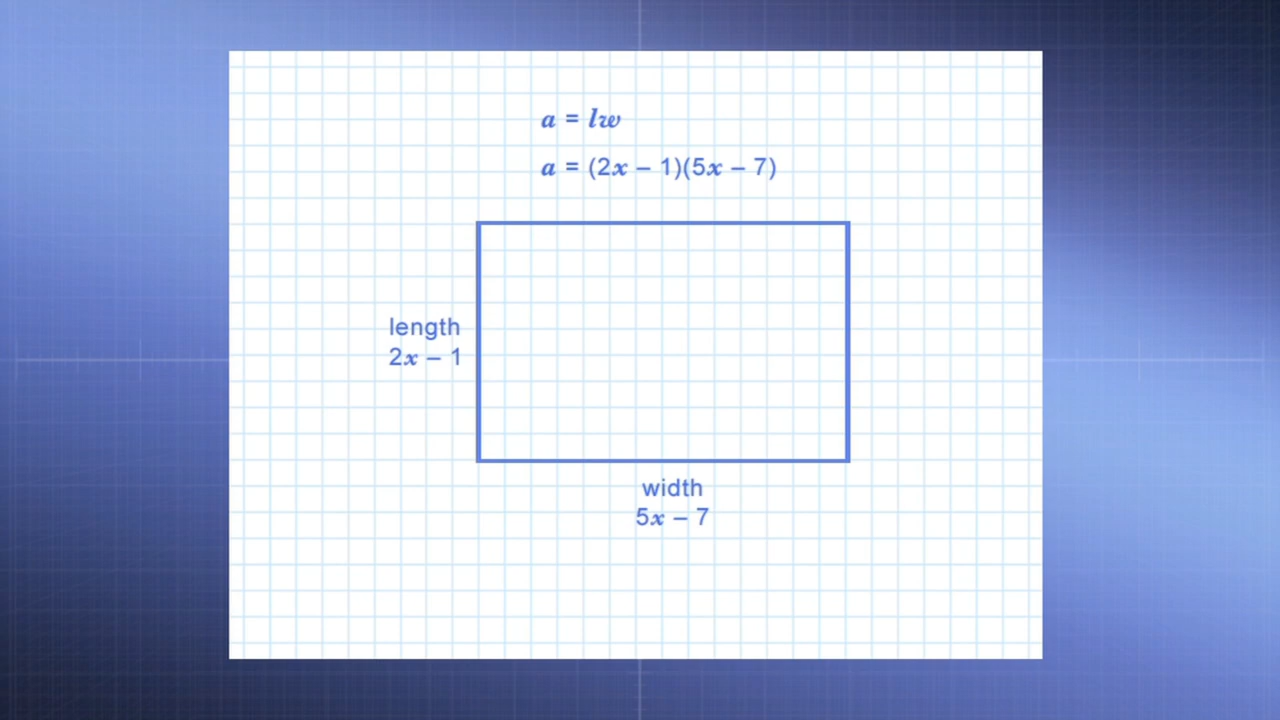 a = lw
a = (2x – 1)(5x – 7)
length
2x – 1
width
5x – 7